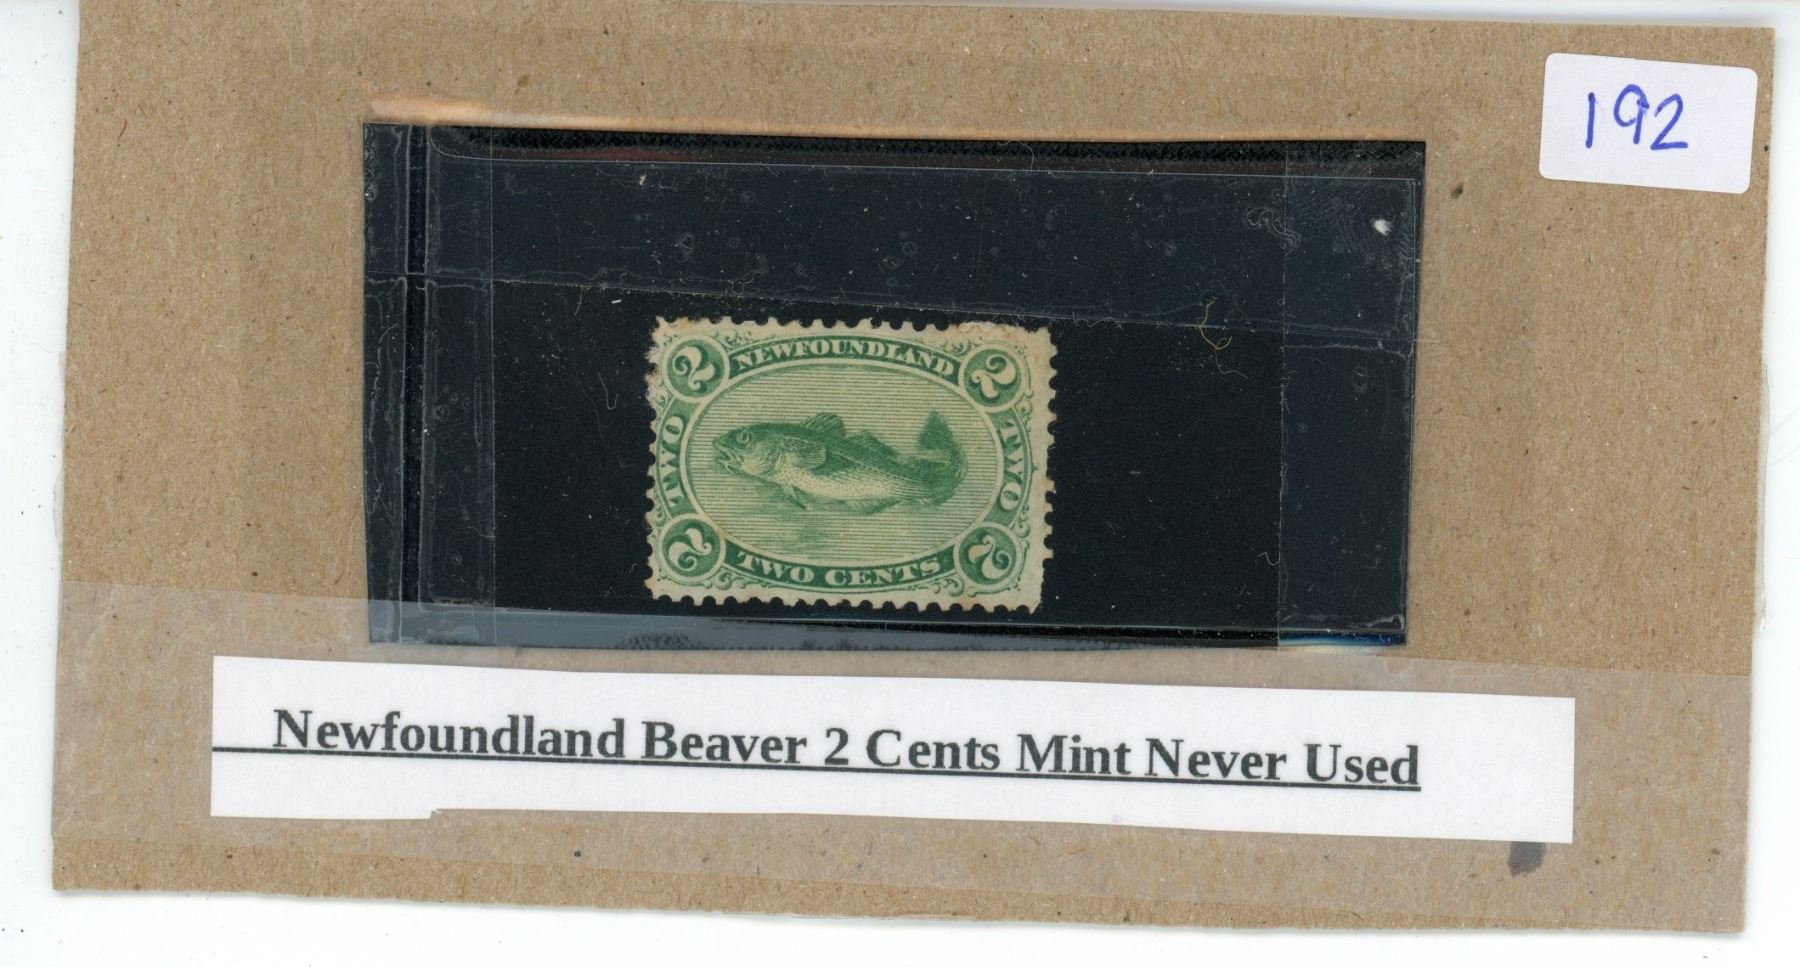 192
2 NEWFOUNDLAND 2
TWO TWO
2 TWO CENTS 2
Newfoundland Beaver 2 Cents Mint Never Used